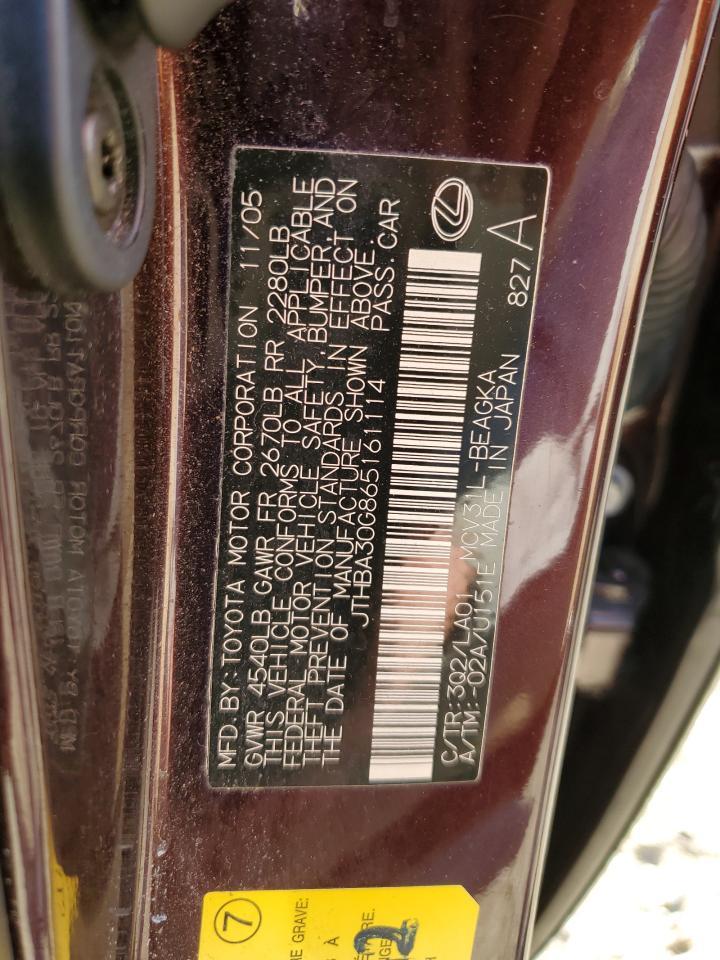 MFD.BY:TOYOTA MOTOR CORPORATION 11/05
GVWR 4540LB GAWR FR 2670LB RR 2280LB
THIS VEHICLE CONFORMS TO ALL APPLICABLE
FEDERAL MOTOR VEHICLE SAFETY, BUMPER, AND
THEFT PREVENTION STANDARDS IN EFFECT ON
THE DATE OF MANUFACTURE SHOWN ABOVE.
JTHBA30G865161114 PASS.CAR
C/TR:3Q2/LA01 MCV31L-BEAGKA
A/TM:-02A/U151E MADE IN JAPAN
827 A
7
E GRAVE: